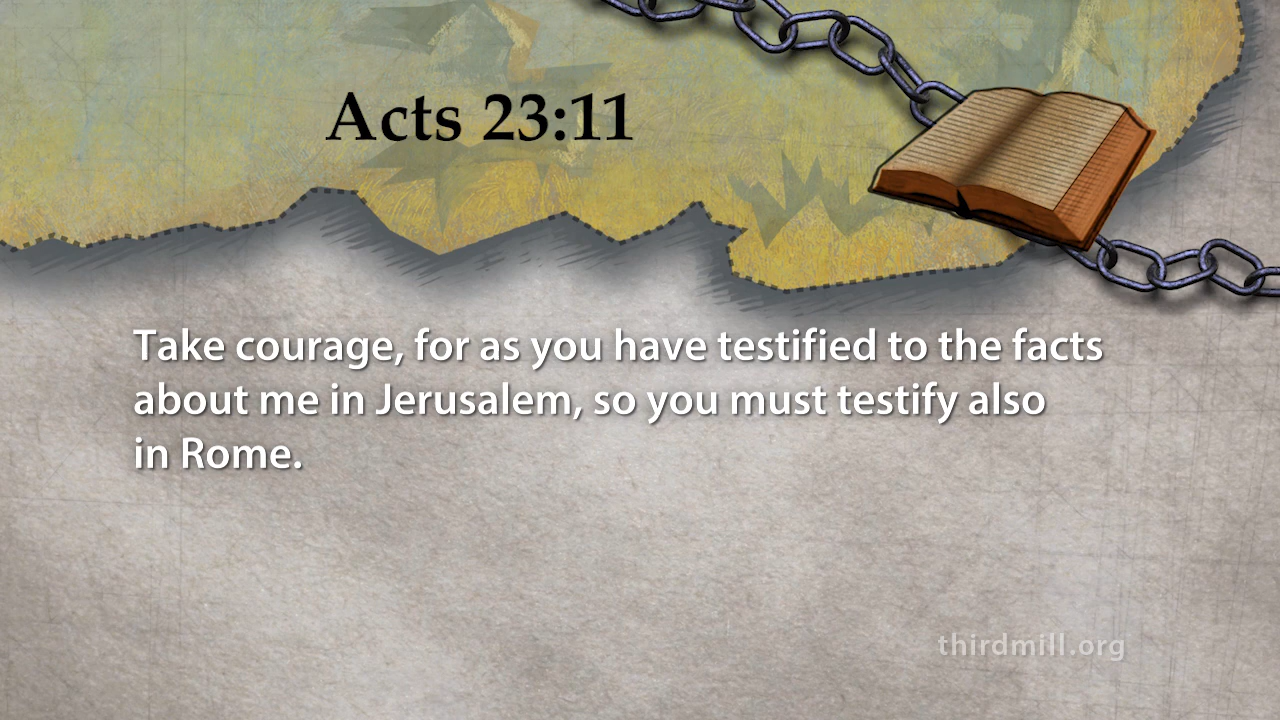 Acts 23:11
Take courage, for as you have testified to the facts
about me in Jerusalem, so you must testify also
in Rome.
thirdmill.org